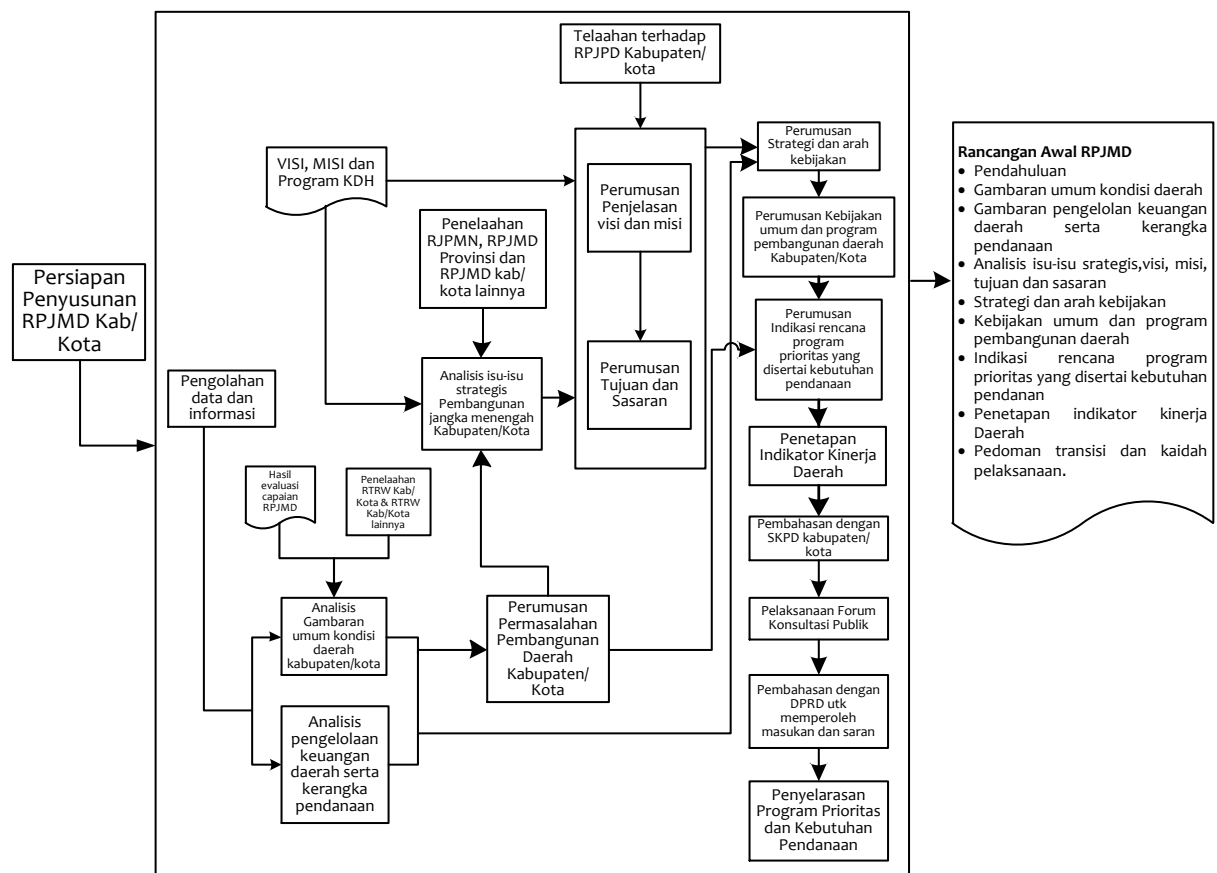 Telaahan terhadap
RPJPD Kabupaten/
kota
VISI, MISI dan
Program KDH
Perumusan
Penjelasan
visi dan misi
Perumusan
Strategi dan arah
kebijakan
Penelaahan
RJPMN, RPJMD
Provinsi dan
RPJMD kab/
kota lainnya
Perumusan Kebijakan
umum dan program
pembangunan daerah
Kabupaten/Kota
Persiapan
Penyusunan
RPJMD Kab/
Kota
Perumusan
Indikasi rencana
program
prioritas yang
disertai kebutuhan
pendanaan
Pengolahan
data dan
informasi
Analisis isu-isu
strategis
Pembangunan
jangka menengah
Kabupaten/Kota
Perumusan
Tujuan dan
Sasaran
Penetapan
Indikator Kinerja
Daerah
Hasil
evaluasi
capaian
RPJMD
Penelaahan
RTRW Kab/
Kota & RTRW
Kab/Kota
lainnya
Pembahasan dengan
SKPD kabupaten/
kota
Analisis
Gambaran
umum kondisi
daerah
kabupaten/kota
Perumusan
Permasalahan
Pembangunan
Daerah
Kabupaten/
Kota
Pelaksanaan Forum
Konsultasi Publik
Analisis
pengelolaan
keuangan
daerah serta
kerangka
pendanaan
Pembahasan dengan
DPRD utk
memperoleh
masukan dan saran
Penyelarasan
Program Prioritas
dan Kebutuhan
Pendanaan
Rancangan Awal RPJMD
• Pendahuluan
• Gambaran umum kondisi daerah
• Gambaran pengelolan keuangan
daerah serta kerangka
pendanaan
• Analisis isu-isu srategis,visi, misi,
tujuan dan sasaran
• Strategi dan arah kebijakan
• Kebijakan umum dan program
pembangunan daerah
• Indikasi rencana program
prioritas yang disertai kebutuhan
pendanan
• Penetapan indikator kinerja
Daerah
• Pedoman transisi dan kaidah
pelaksanaan.